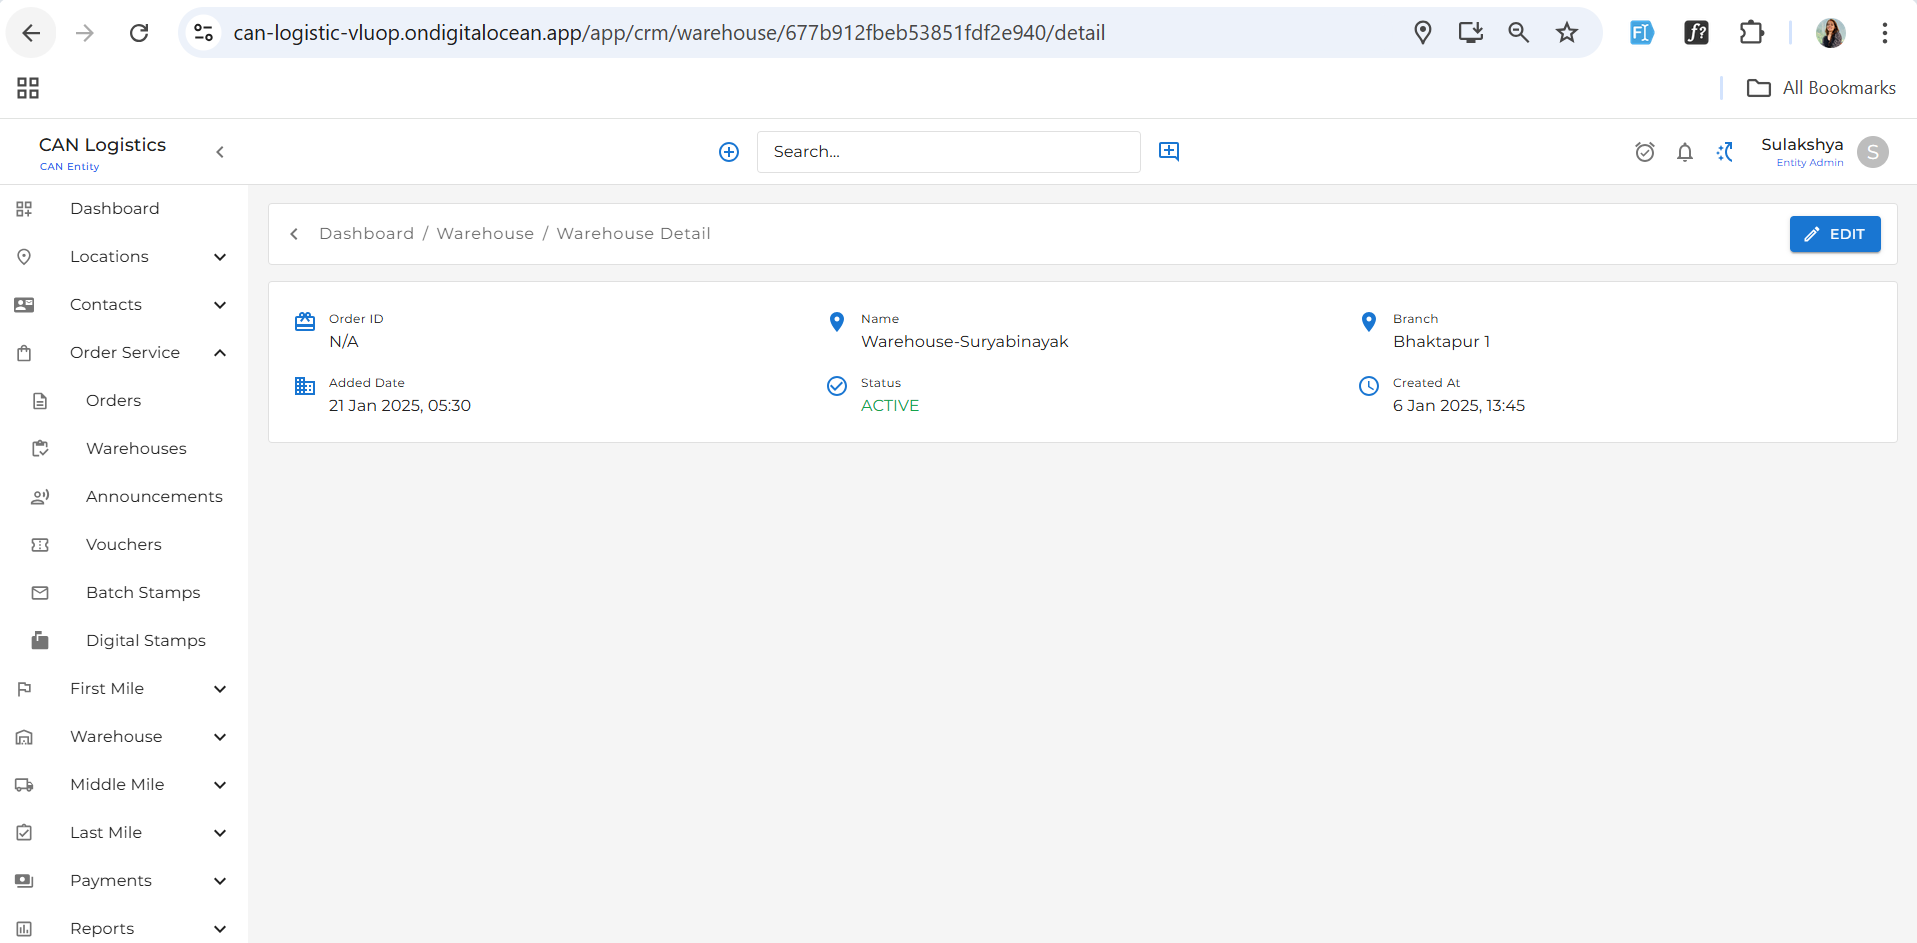 can-logistic-vluop.ondigitalocean.app/app/crm/warehouse/677b912fbeb53851fdf2e940/detail
All Bookmarks
CAN Logistics
CAN Entity
Search...
Sulakshya
Entity Admin
S
Dashboard
Locations
Contacts
Order Service
Orders
Warehouses
Announcements
Vouchers
Batch Stamps
Digital Stamps
First Mile
Warehouse
Middle Mile
Last Mile
Payments
Reports
Dashboard / Warehouse / Warehouse Detail
EDIT
Order ID
N/A
Name
Warehouse-Suryabinayak
Branch
Bhaktapur 1
Added Date
21 Jan 2025, 05:30
Status
ACTIVE
Created At
6 Jan 2025, 13:45